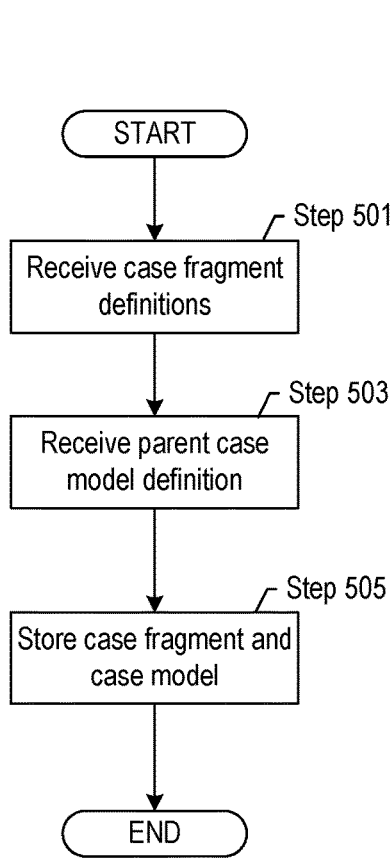 START
Step 501
Receive case fragment
definitions
Step 503
Receive parent case
model definition
Step 505
Store case fragment and
case model
END